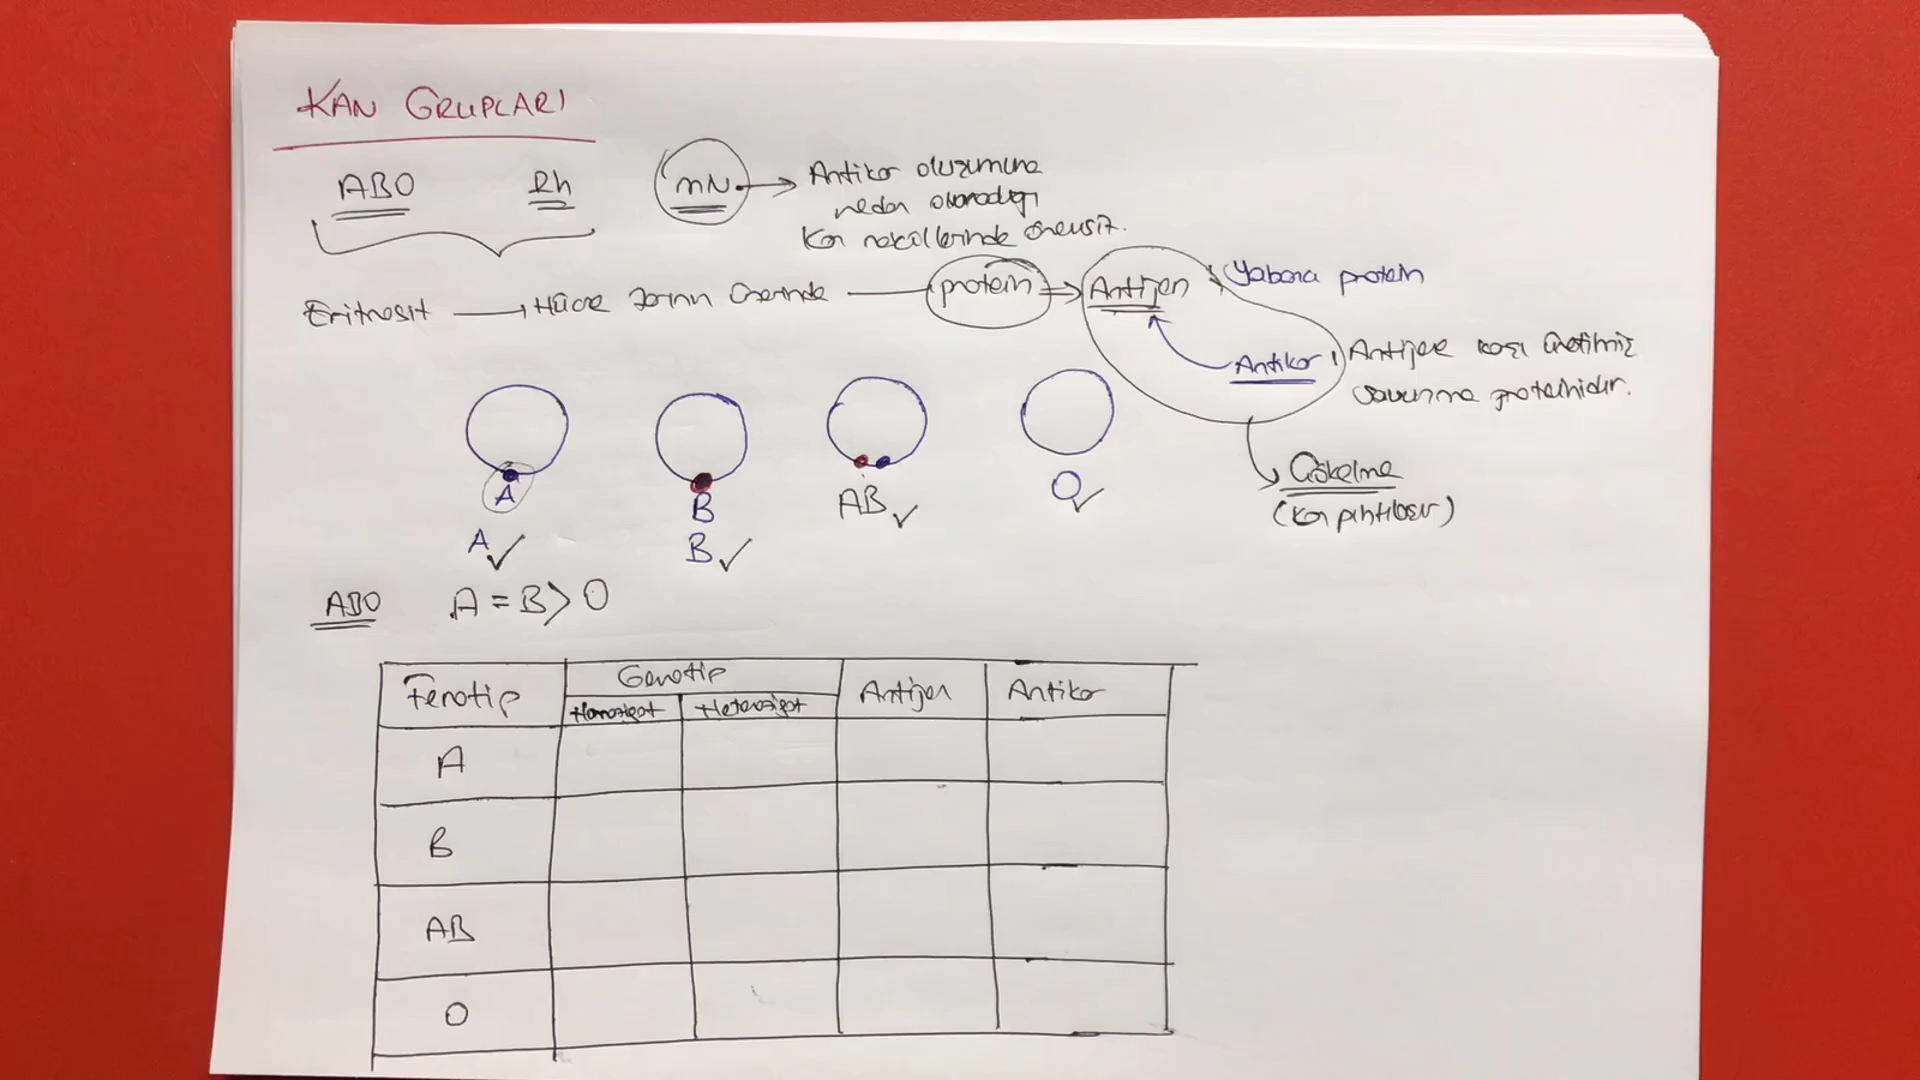 KAN GRUPLARI
ABO Rh MN → Antikor oluşumuna
neden olmadığı
Kan nakillerinde önemsiz.
Eritrosit → Hücre zarının üzerinde — protein ⇒ Antijen : Yabancı protein
Antikor : Antijene karşı üretilmiş
savunma proteinidir.
Çökelme
(Kan pıhtılaşır)
A B AB ✓ O ✓
A ✓ B ✓
ABO A = B > O
Fenotip Genotip Antijen Antikor
Homozigot Heterozigot
A
B
AB
O